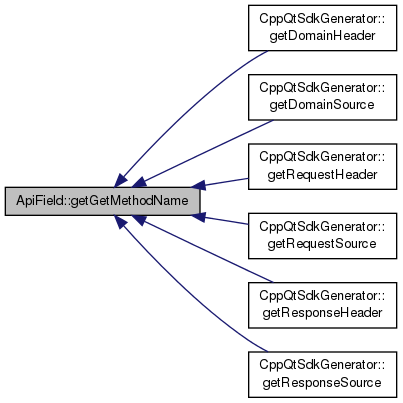 CppQtSdkGenerator::
getDomainHeader
CppQtSdkGenerator::
getDomainSource
CppQtSdkGenerator::
getRequestHeader
ApiField::getGetMethodName
CppQtSdkGenerator::
getRequestSource
CppQtSdkGenerator::
getResponseHeader
CppQtSdkGenerator::
getResponseSource